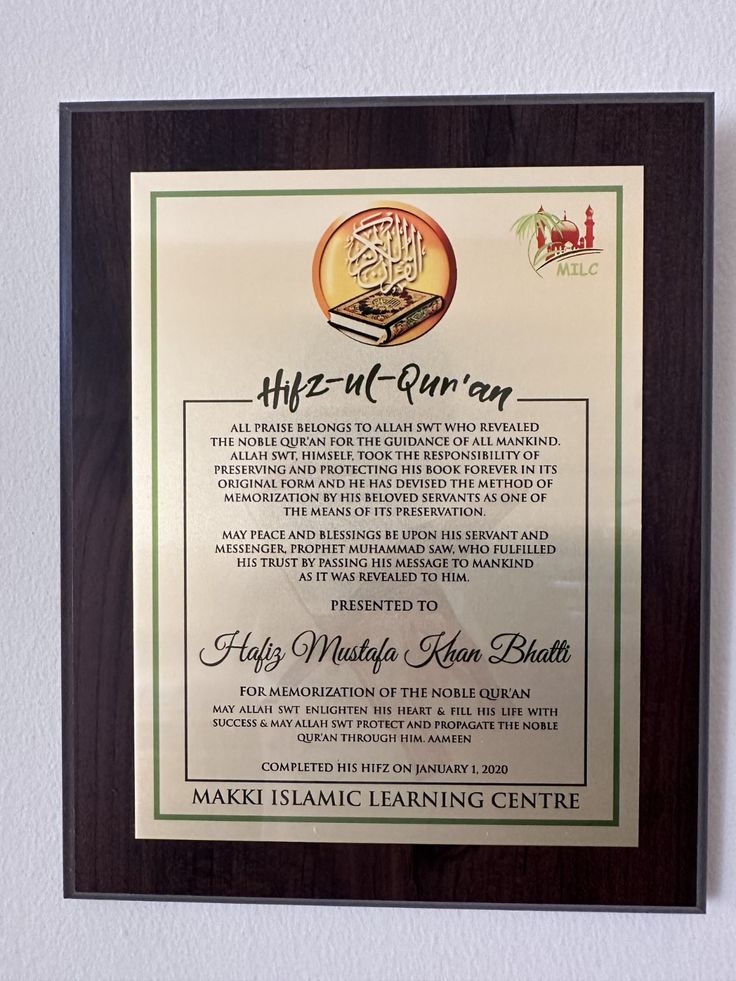 القرآن الكريم
MILC
Hifz-ul-Qur'an
ALL PRAISE BELONGS TO ALLAH SWT WHO REVEALED
THE NOBLE QUR'AN FOR THE GUIDANCE OF ALL MANKIND.
ALLAH SWT, HIMSELF, TOOK THE RESPONSIBILITY OF
PRESERVING AND PROTECTING HIS BOOK FOREVER IN ITS
ORIGINAL FORM AND HE HAS DEVISED THE METHOD OF
MEMORIZATION BY HIS BELOVED SERVANTS AS ONE OF
THE MEANS OF ITS PRESERVATION.
MAY PEACE AND BLESSINGS BE UPON HIS SERVANT AND
MESSENGER, PROPHET MUHAMMAD SAW, WHO FULFILLED
HIS TRUST BY PASSING HIS MESSAGE TO MANKIND
AS IT WAS REVEALED TO HIM.
PRESENTED TO
Hafiz Mustafa Khan Bhatti
FOR MEMORIZATION OF THE NOBLE QUR'AN
MAY ALLAH SWT ENLIGHTEN HIS HEART & FILL HIS LIFE WITH
SUCCESS & MAY ALLAH SWT PROTECT AND PROPAGATE THE NOBLE
QUR'AN THROUGH HIM. AAMEEN
COMPLETED HIS HIFZ ON JANUARY 1, 2020
MAKKI ISLAMIC LEARNING CENTRE